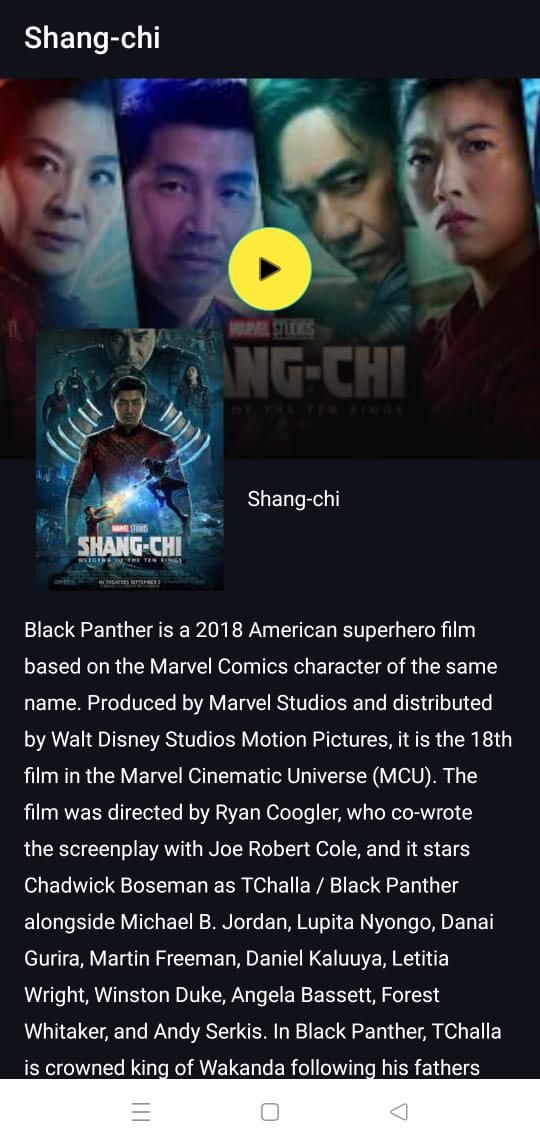 Shang-chi
MARVEL STUDIOS
NG-CHI
OF THE TEN RINGS
MARVEL STUDIOS
SHANG-CHI
LEGEND OF THE TEN RINGS
IN THEATERS SEPTEMBER 3
Shang-chi
Black Panther is a 2018 American superhero film
based on the Marvel Comics character of the same
name. Produced by Marvel Studios and distributed
by Walt Disney Studios Motion Pictures, it is the 18th
film in the Marvel Cinematic Universe (MCU). The
film was directed by Ryan Coogler, who co-wrote
the screenplay with Joe Robert Cole, and it stars
Chadwick Boseman as TChalla / Black Panther
alongside Michael B. Jordan, Lupita Nyongo, Danai
Gurira, Martin Freeman, Daniel Kaluuya, Letitia
Wright, Winston Duke, Angela Bassett, Forest
Whitaker, and Andy Serkis. In Black Panther, TChalla
is crowned king of Wakanda following his fathers